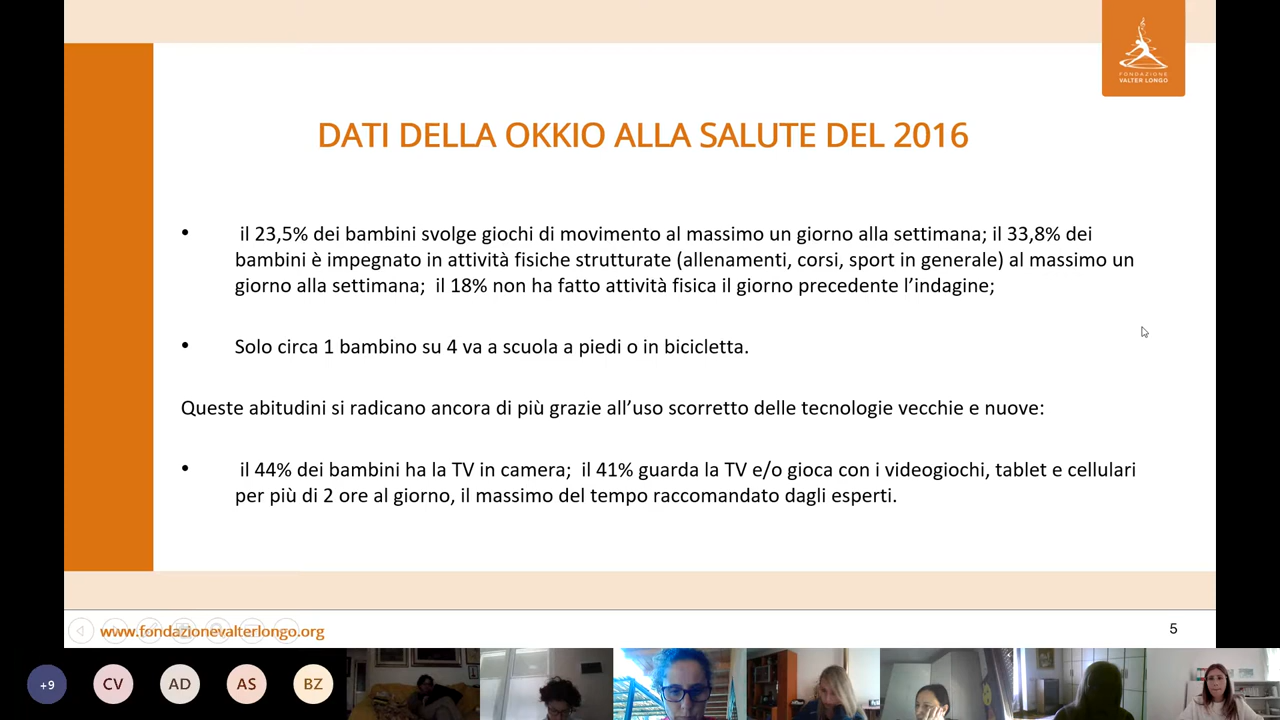 FONDAZIONE
VALTER LONGO
DATI DELLA OKKIO ALLA SALUTE DEL 2016
• il 23,5% dei bambini svolge giochi di movimento al massimo un giorno alla settimana; il 33,8% dei
bambini è impegnato in attività fisiche strutturate (allenamenti, corsi, sport in generale) al massimo un
giorno alla settimana; il 18% non ha fatto attività fisica il giorno precedente l’indagine;
• Solo circa 1 bambino su 4 va a scuola a piedi o in bicicletta.
Queste abitudini si radicano ancora di più grazie all’uso scorretto delle tecnologie vecchie e nuove:
• il 44% dei bambini ha la TV in camera; il 41% guarda la TV e/o gioca con i videogiochi, tablet e cellulari
per più di 2 ore al giorno, il massimo del tempo raccomandato dagli esperti.
www.fondazionevalterlongo.org
5
+9 CV AD AS BZ